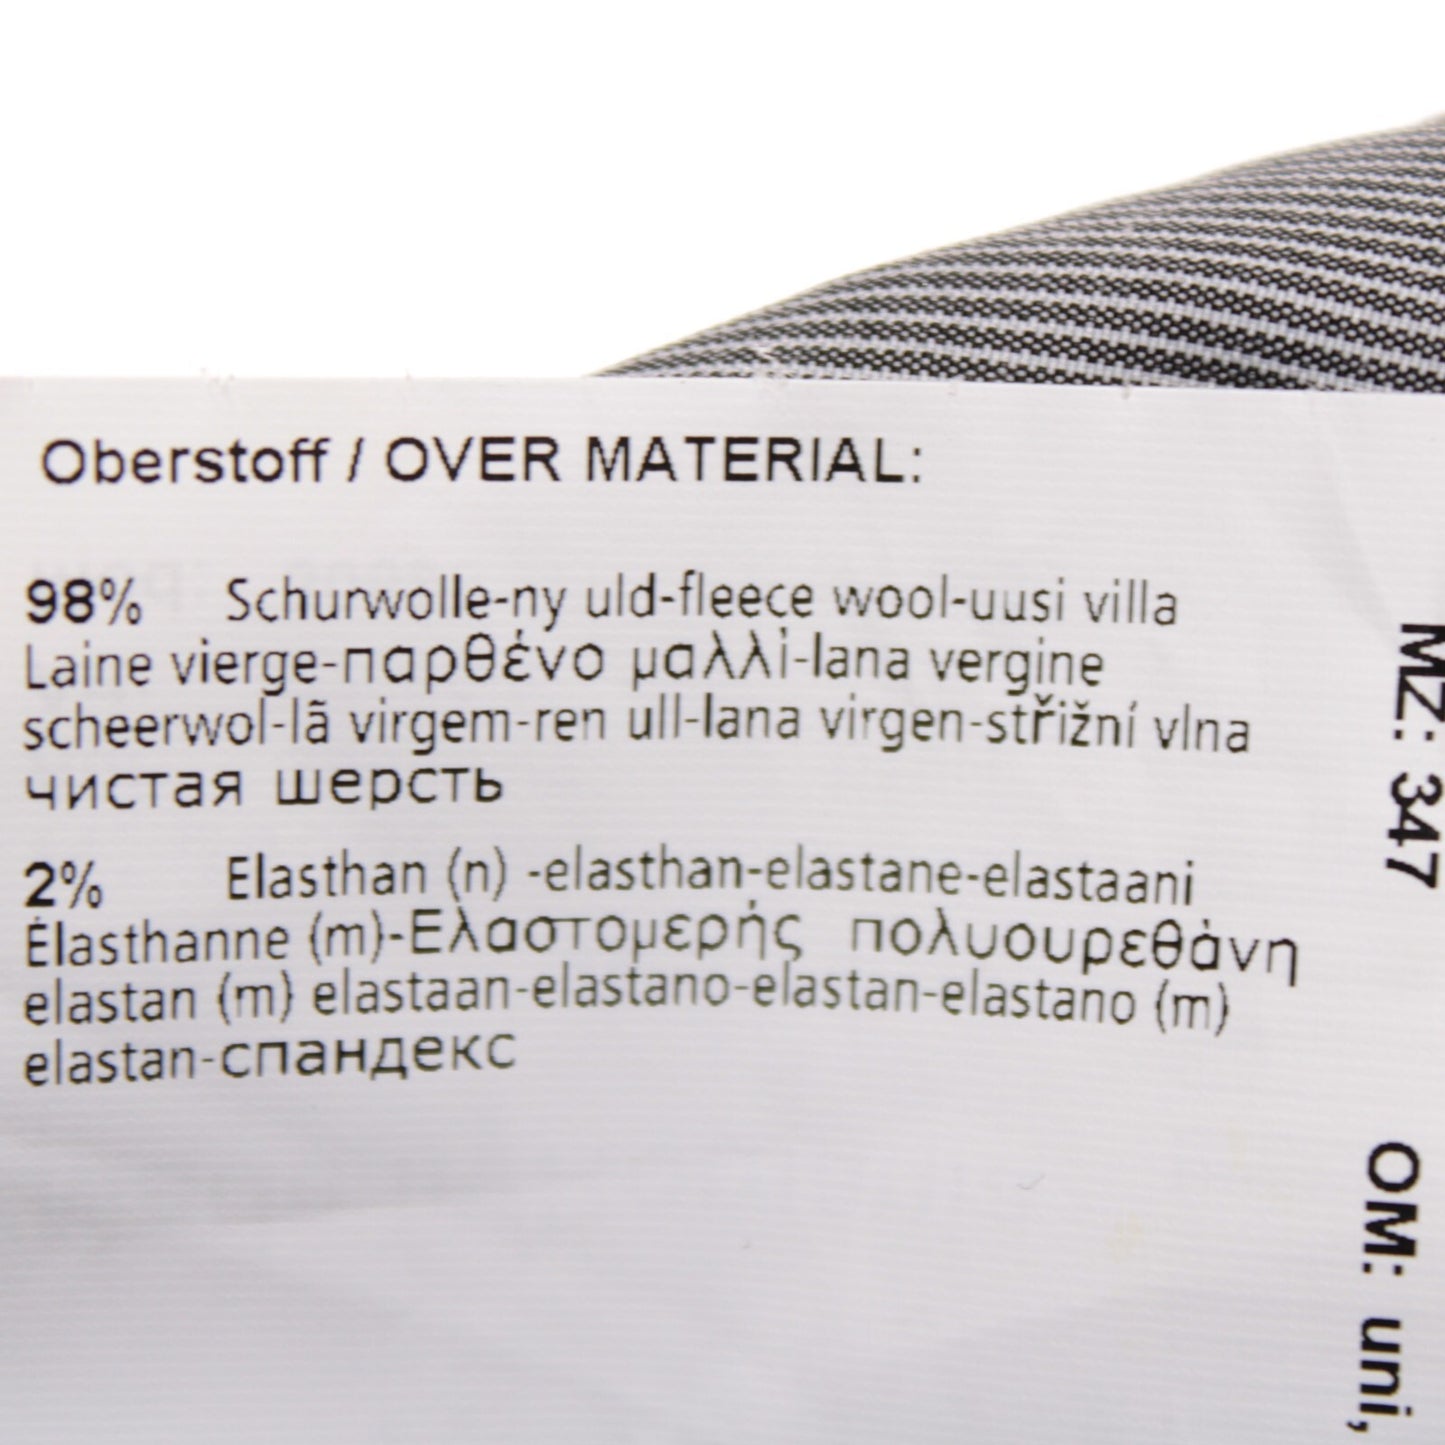 Oberstoff / OVER MATERIAL:
98% Schurwolle-ny uld-fleece wool-uusi villa
Laine vierge-παρθένο μαλλί-lana vergine
scheerwol-lã virgem-ren ull-lana virgen-střižní vlna
чистая шерсть
2% Elasthan (n) -elasthan-elastane-elastaani
Élasthanne (m)-Ελαστομερής πολυουρεθάνη
elastan (m) elastaan-elastano-elastan-elastano (m)
elastan-спандекс
MZ: 347
OM: uni,